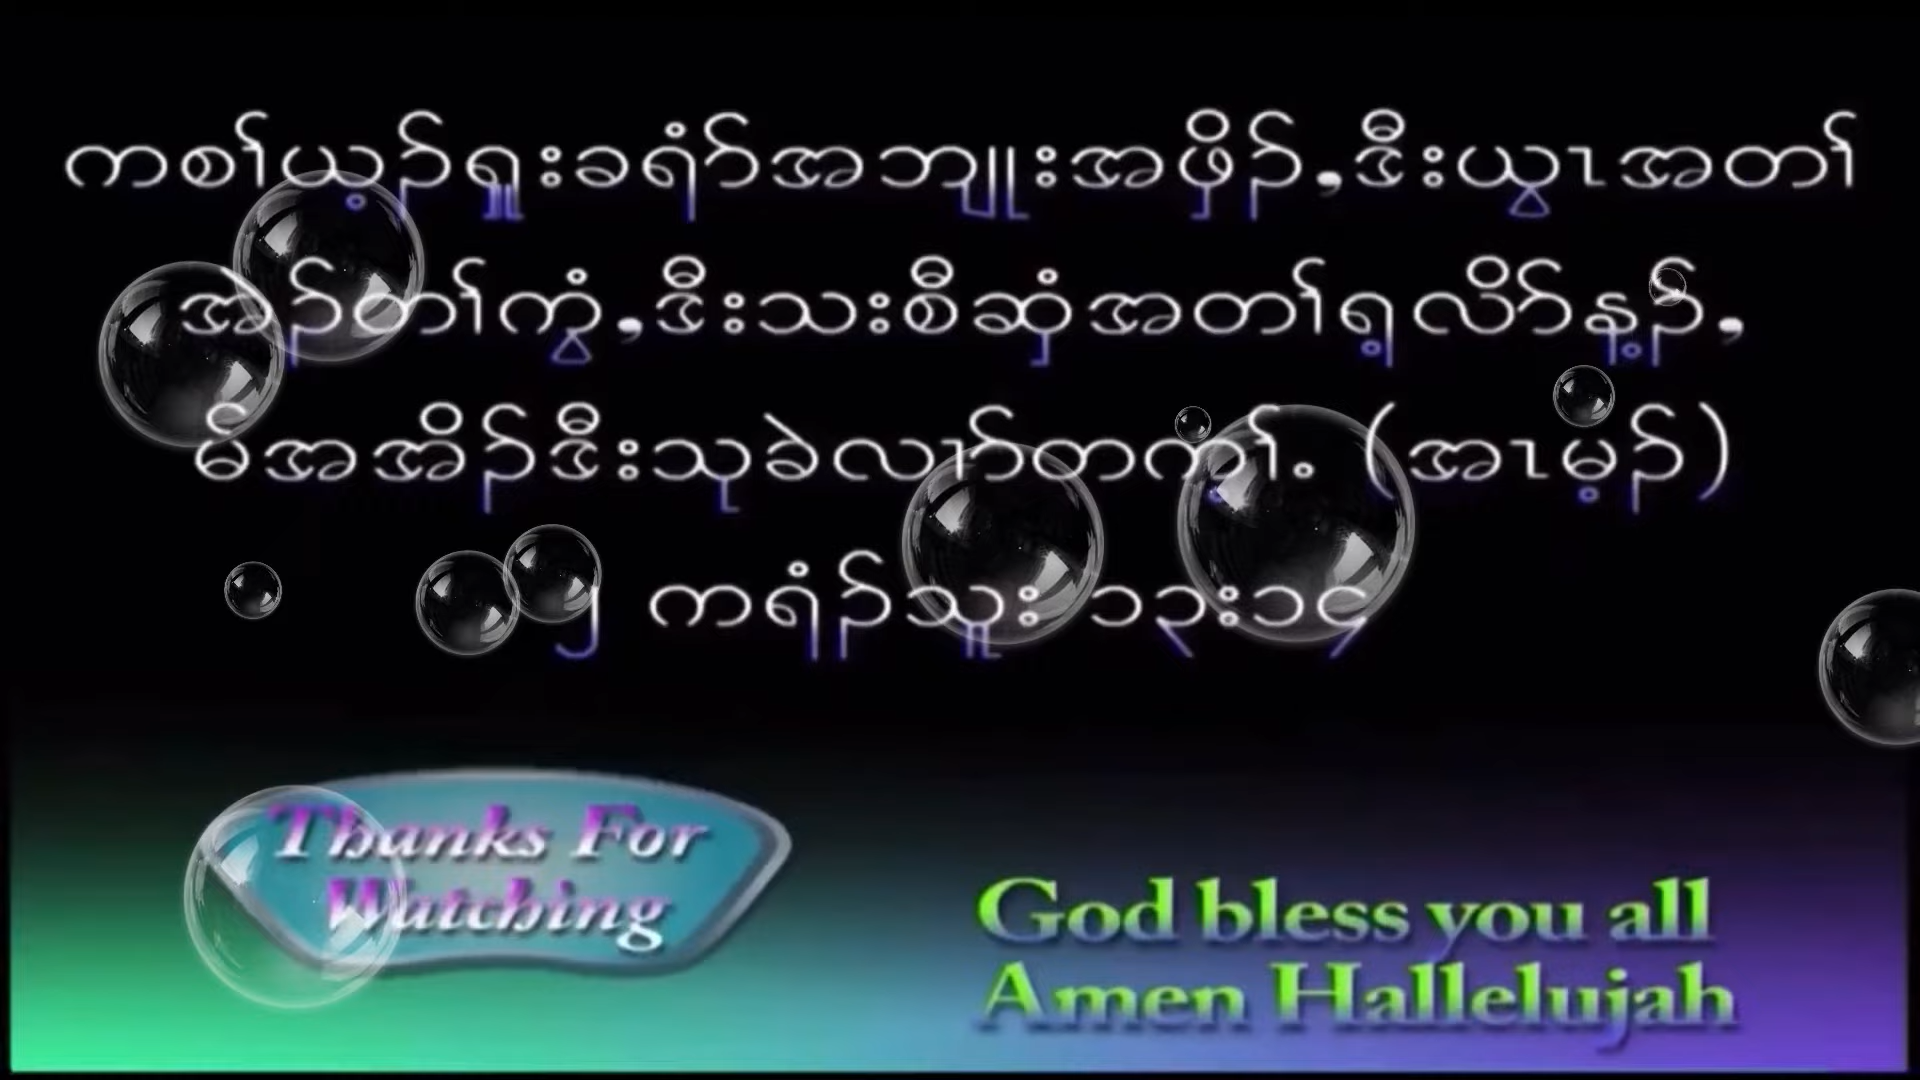 ကစၢ်ယ့ၣ်ရှူးခရံာ်အဘျုးအဖှိၣ်,ဒီးယွၤအတၢ်
အဲၣ်တၢ်ကွံ,ဒီးသးစီဆှံအတၢ်ရ့လိာ်န့ၣ်,
မ်အအိၣ်ဒီးသုခဲလၢာ်တက့ၢ်. (အၤမ့ၣ်)
၂ ကရံၣ်သူး ၁၃း၁၄
Thanks For
Watching
God bless you all
Amen Hallelujah